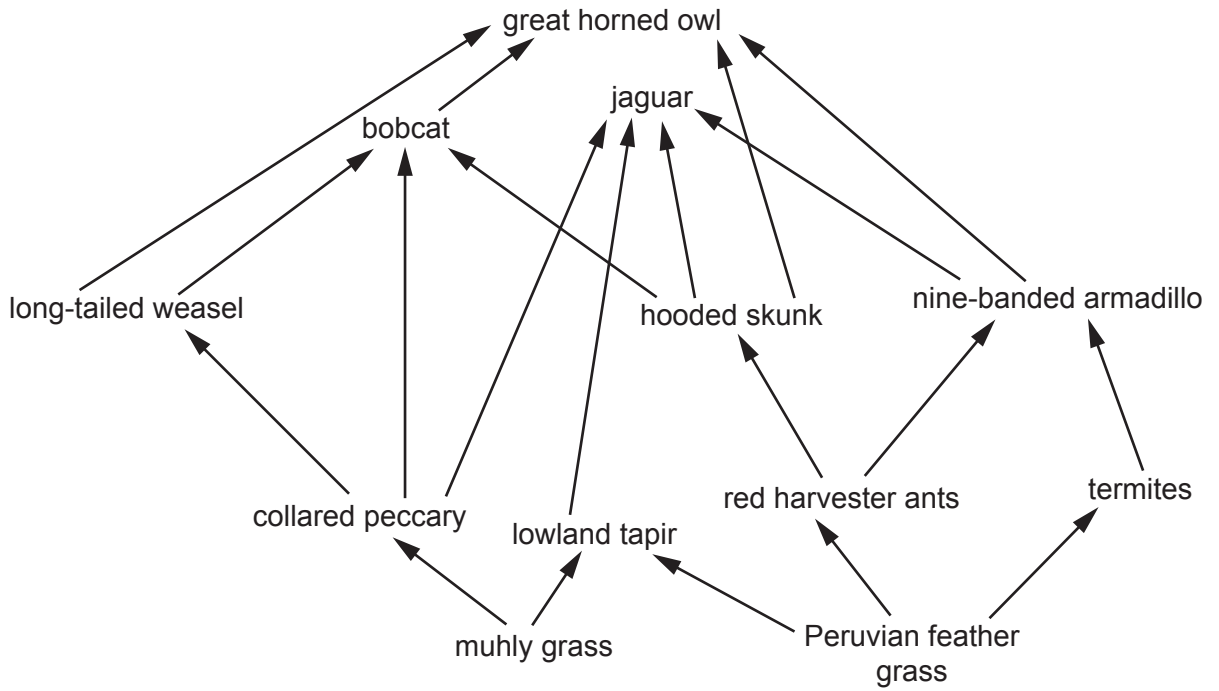 great horned owl
jaguar
bobcat
long-tailed weasel
hooded skunk
nine-banded armadillo
collared peccary
lowland tapir
red harvester ants
termites
muhly grass
Peruvian feather
grass